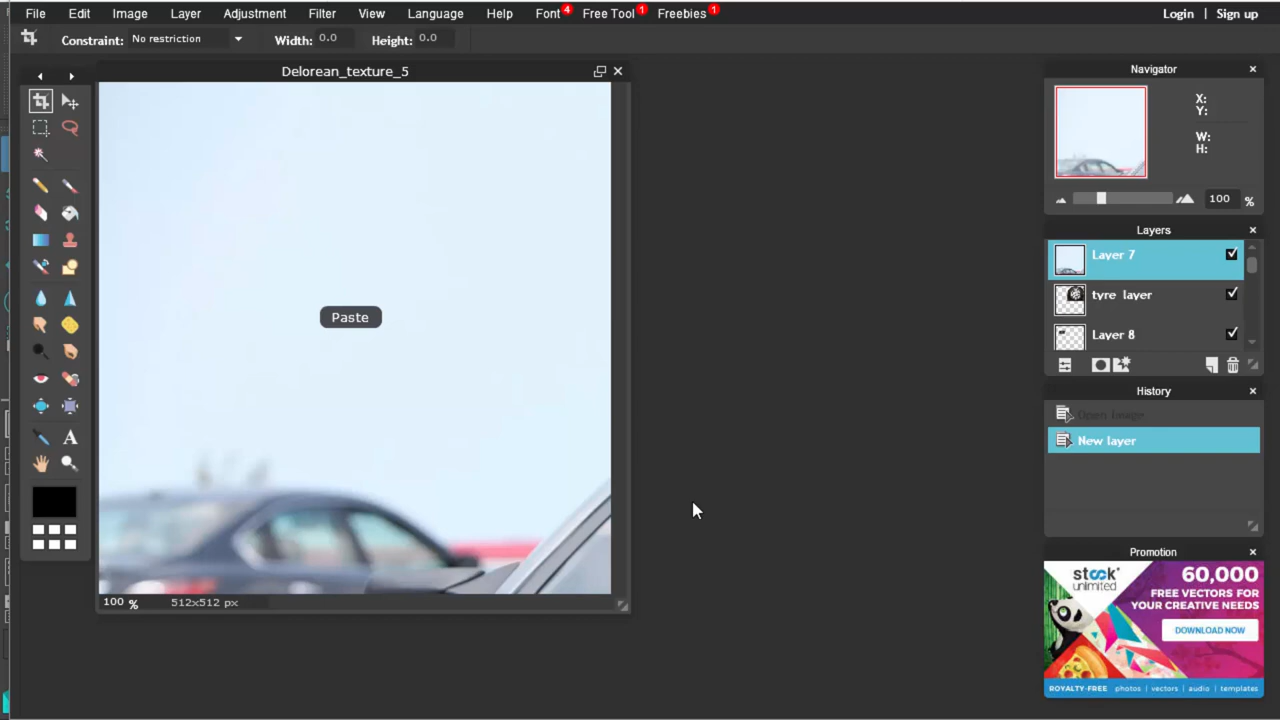 File Edit Image Layer Adjustment Filter View Language Help Font 4 Free Tool 1 Freebies 1 Login | Sign up
Constraint: No restriction Width: 0.0 Height: 0.0
Delorean_texture_5
Paste
100 % 512x512 px
Navigator
X:
Y:
W:
H:
100 %
Layers
Layer 7
tyre layer
Layer 8
History
Open image
New layer
Promotion
stock unlimited
60,000
FREE VECTORS FOR
YOUR CREATIVE NEEDS
DOWNLOAD NOW
ROYALTY-FREE photos | vectors | audio | templates